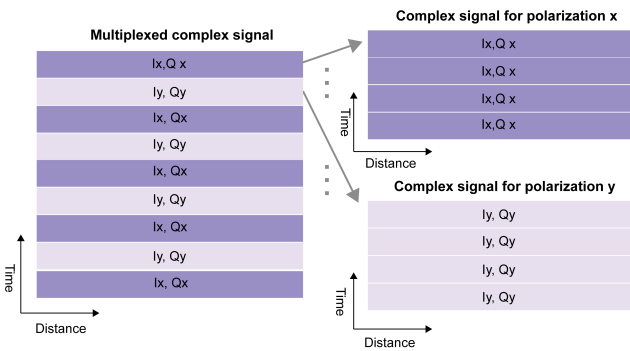 Multiplexed complex signal
Ix,Q x
Iy, Qy
Ix, Qx
Iy, Qy
Ix, Qx
Iy, Qy
Ix, Qx
Iy, Qy
Ix, Qx
Time
Distance
Complex signal for polarization x
Ix,Q x
Ix,Q x
Ix,Q x
Ix,Q x
Time
Distance
Complex signal for polarization y
Iy, Qy
Iy, Qy
Iy, Qy
Iy, Qy
Time
Distance